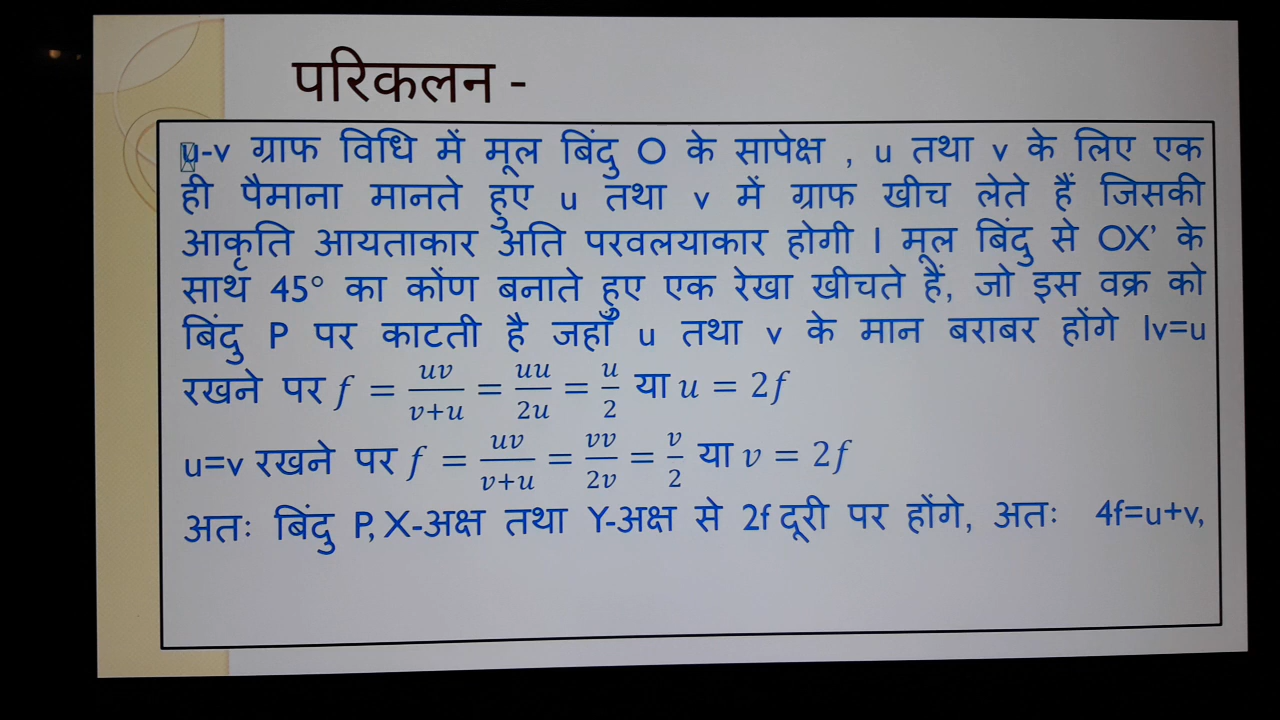 परिकलन -
u-v ग्राफ विधि में मूल बिंदु O के सापेक्ष , u तथा v के लिए एक
ही पैमाना मानते हुए u तथा v में ग्राफ खीच लेते हैं जिसकी
आकृति आयताकार अति परवलयाकार होगी । मूल बिंदु से OX' के
साथ 45° का कोंण बनाते हुए एक रेखा खीचते हैं, जो इस वक्र को
बिंदु P पर काटती है जहाँ u तथा v के मान बराबर होंगे ।v=u
रखने पर f = uv/(v+u) = uu/2u = u/2 या u = 2f
u=v रखने पर f = uv/(v+u) = vv/2v = v/2 या v = 2f
अतः बिंदु P, X-अक्ष तथा Y-अक्ष से 2f दूरी पर होंगे, अतः 4f=u+v,